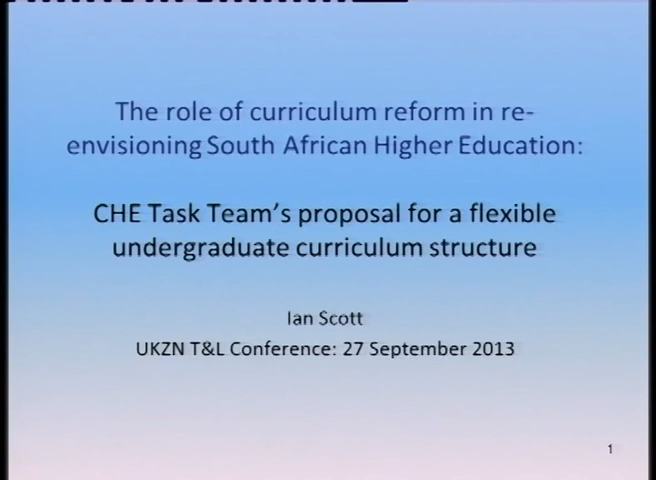 The role of curriculum reform in re-
envisioning South African Higher Education:
CHE Task Team's proposal for a flexible
undergraduate curriculum structure
Ian Scott
UKZN T&L Conference: 27 September 2013
1